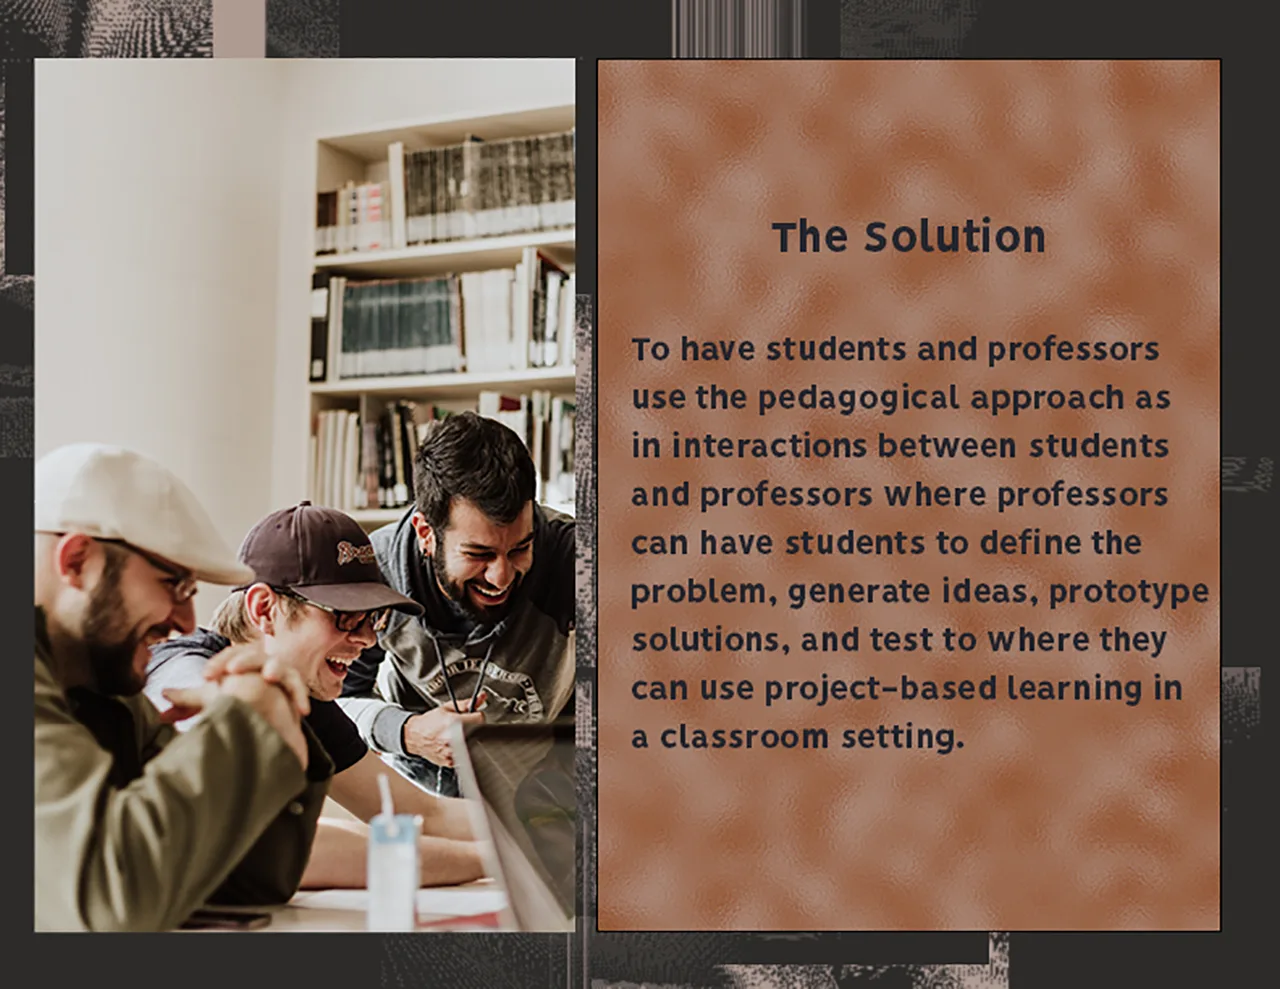 The Solution
To have students and professors
use the pedagogical approach as
in interactions between students
and professors where professors
can have students to define the
problem, generate ideas, prototype
solutions, and test to where they
can use project-based learning in
a classroom setting.